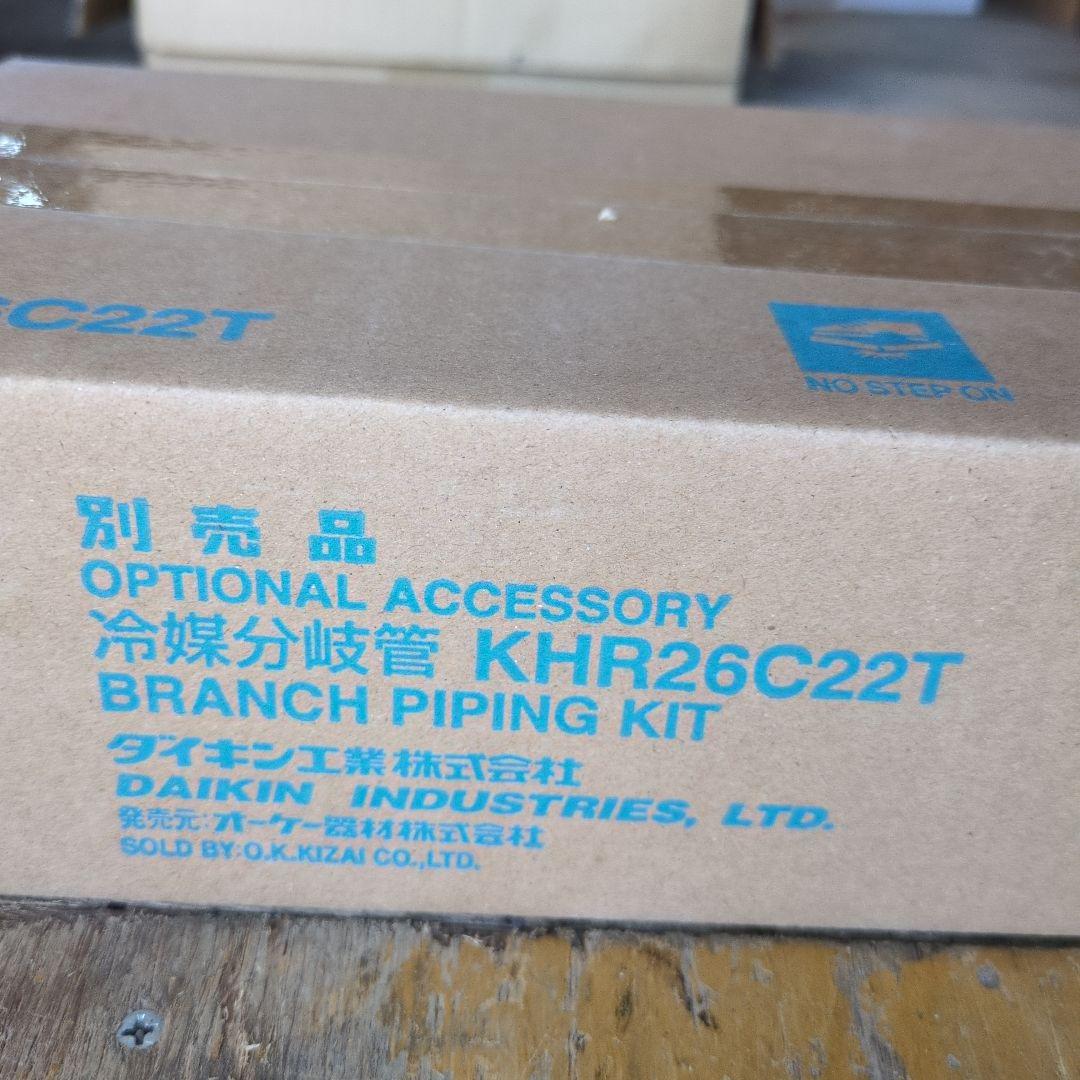 6C22T
NO STEP ON
別売品
OPTIONAL ACCESSORY
冷媒分岐管 KHR26C22T
BRANCH PIPING KIT
ダイキン工業株式会社
DAIKIN INDUSTRIES, LTD.
発売元:オーケー器材株式会社
SOLD BY:O.K.KIZAI CO.,LTD.